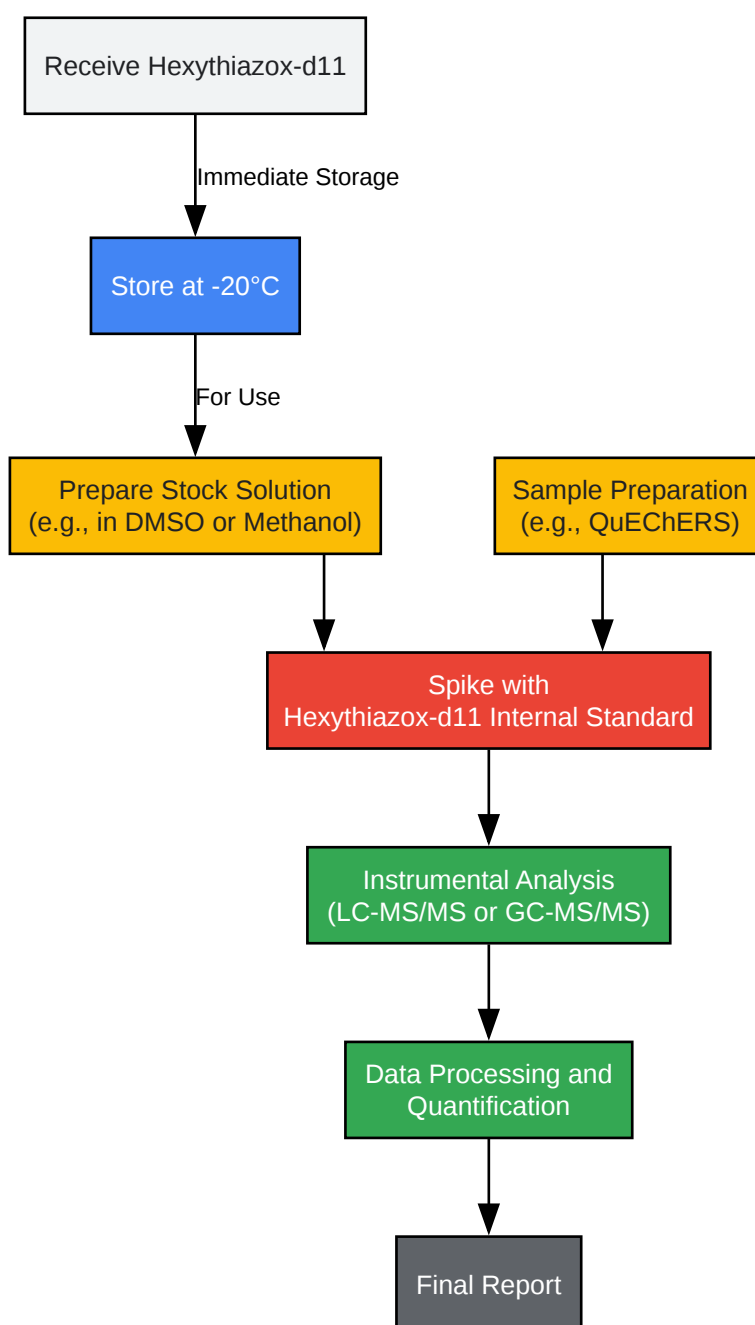 Receive Hexythiazox-d11
Immediate Storage
Store at -20°C
For Use
Prepare Stock Solution
(e.g., in DMSO or Methanol)
Sample Preparation
(e.g., QuEChERS)
Spike with
Hexythiazox-d11 Internal Standard
Instrumental Analysis
(LC-MS/MS or GC-MS/MS)
Data Processing and
Quantification
Final Report